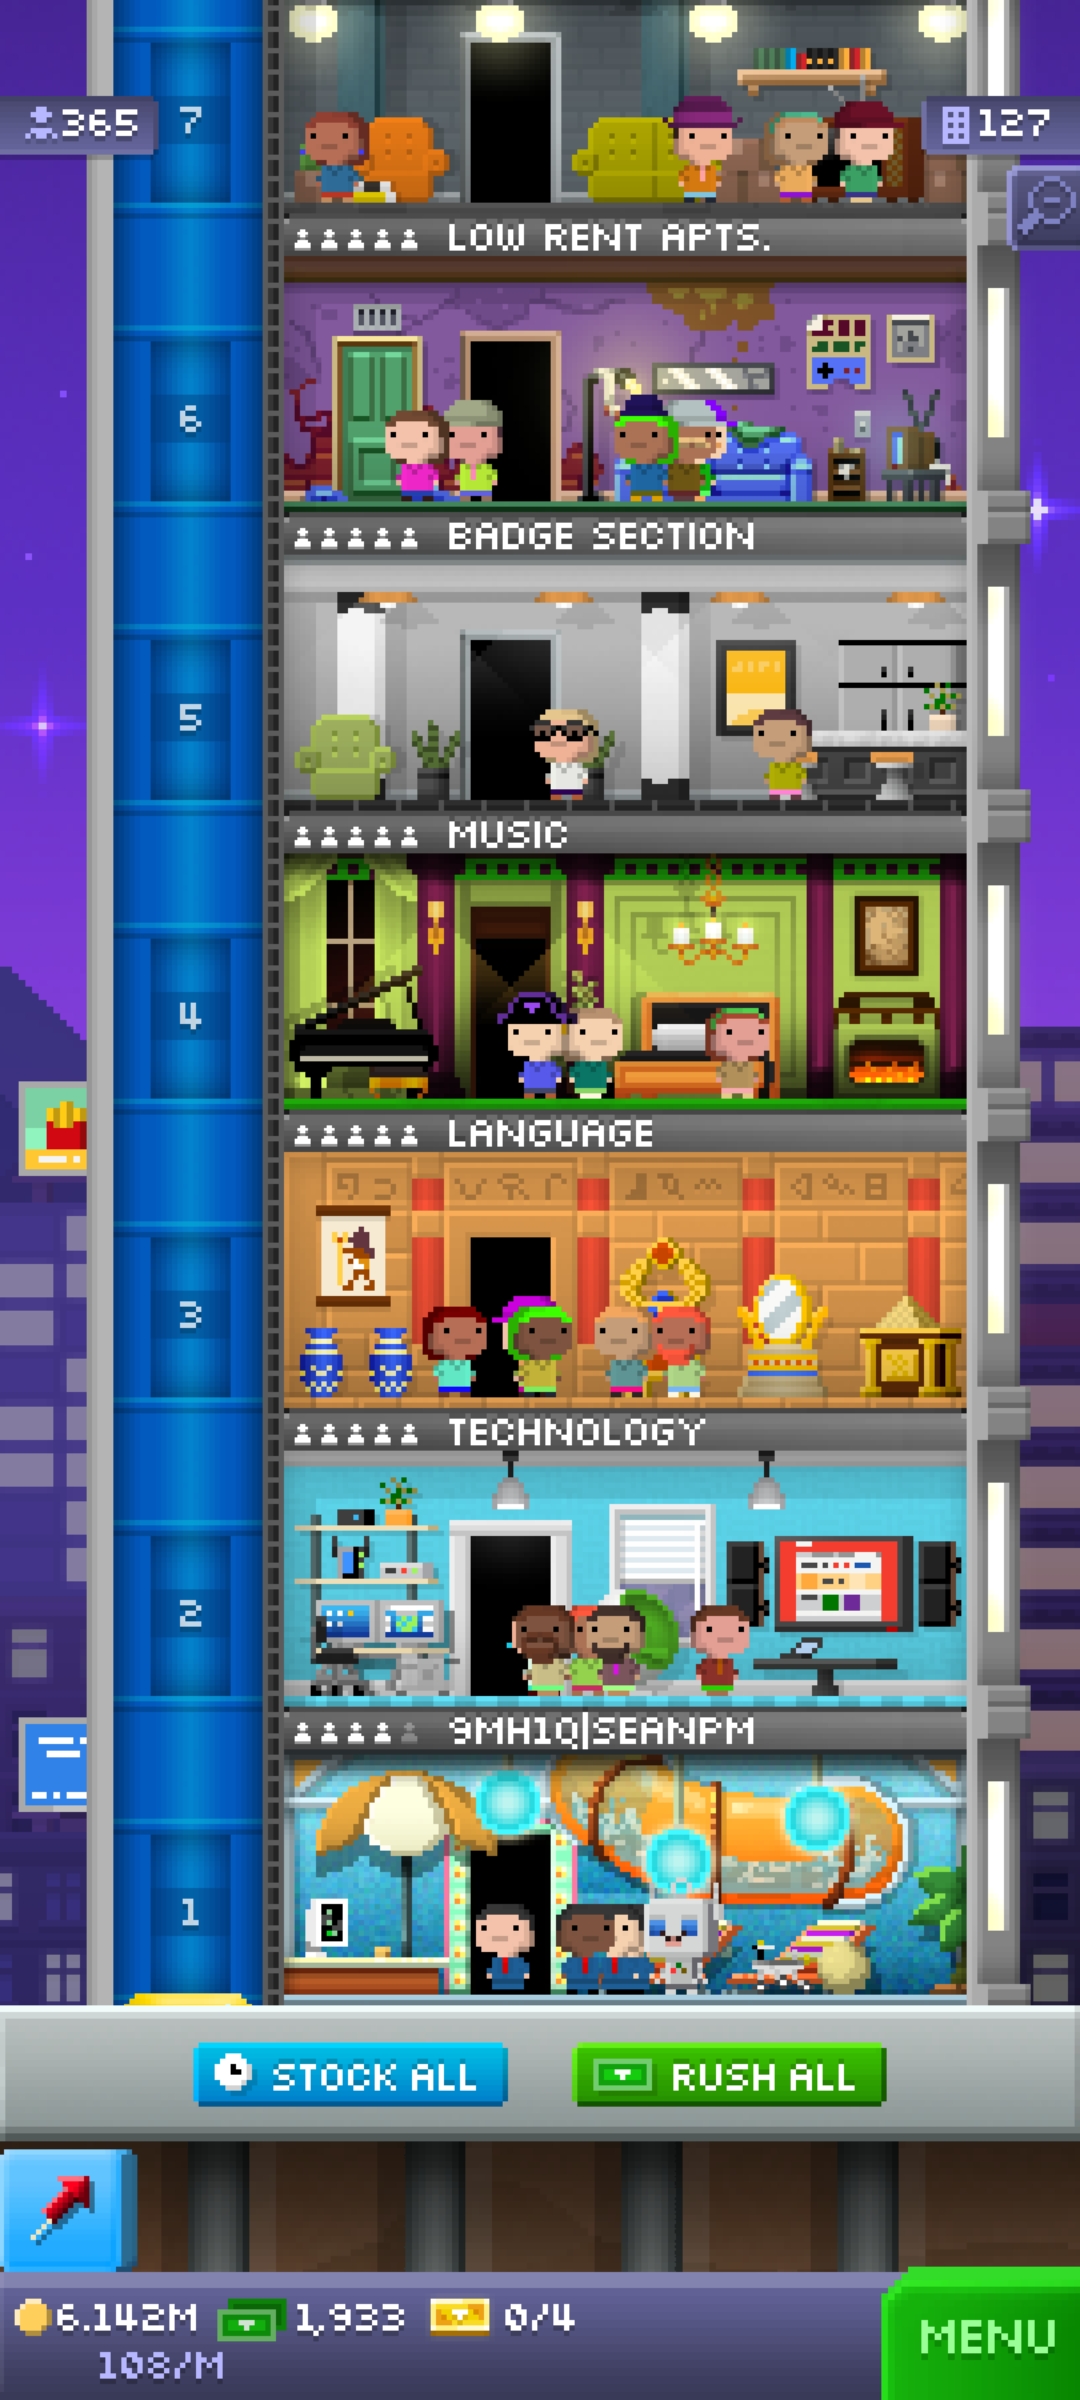 365
7
127
LOW RENT APTS.
6
BADGE SECTION
5
MUSIC
4
LANGUAGE
3
TECHNOLOGY
2
9MH1Q|SEANPM
1
STOCK ALL
RUSH ALL
6.142M
1,933
0/4
108/M
MENU